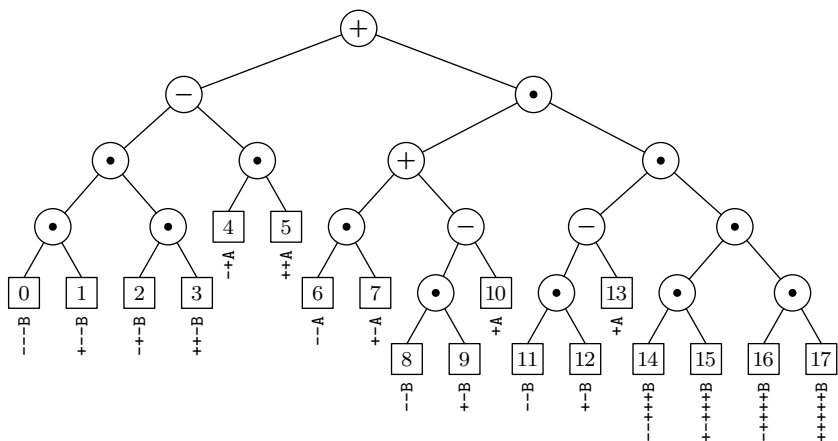 +
− •
• • + •
• • 4 5 • − − •
-+A ++A
0 1 2 3 6 7 • 10 • 13 • •
---B +--B -+-B ++-B --A +-A +A +A
8 9 11 12 14 15 16 17
--B +-B --B +-B --+++B +-+++B -++++B +++++B